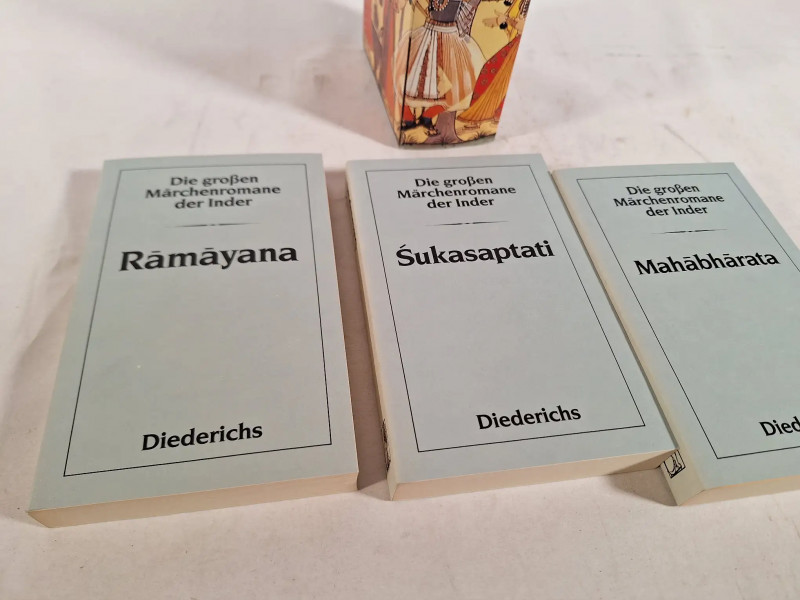 Die großen
Märchenromane
der Inder
Rāmāyana
Diederichs
Die großen
Märchenromane
der Inder
Śukasaptati
Diederichs
Die großen
Märchenromane
der Inder
Mahābhārata
Died